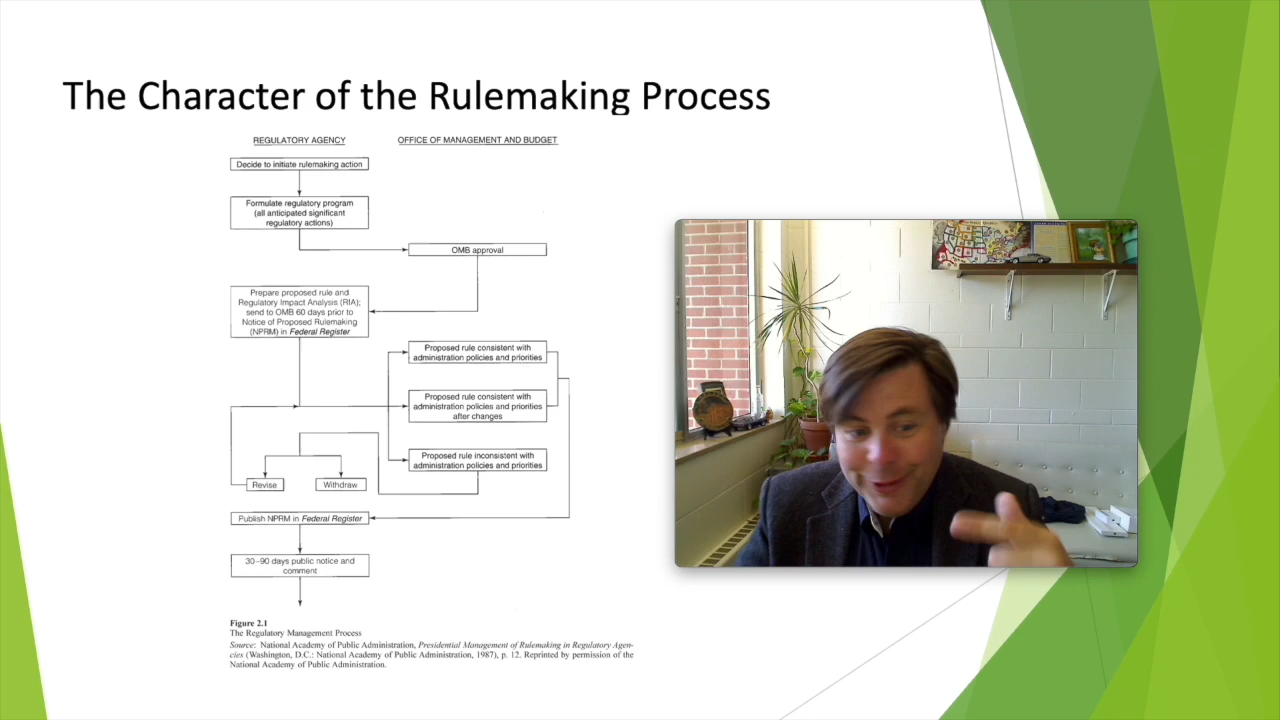 The Character of the Rulemaking Process
REGULATORY AGENCY
OFFICE OF MANAGEMENT AND BUDGET
Decide to initiate rulemaking action
Formulate regulatory program
(all anticipated significant
regulatory actions)
OMB approval
Prepare proposed rule and
Regulatory Impact Analysis (RIA);
send to OMB 60 days prior to
Notice of Proposed Rulemaking
(NPRM) in Federal Register
Proposed rule consistent with
administration policies and priorities
Proposed rule consistent with
administration policies and priorities
after changes
Proposed rule inconsistent with
administration policies and priorities
Revise
Withdraw
Publish NPRM in Federal Register
30–90 days public notice and
comment
Figure 2.1
The Regulatory Management Process
Source: National Academy of Public Administration, Presidential Management of Rulemaking in Regulatory Agen-
cies (Washington, D.C.: National Academy of Public Administration, 1987), p. 12. Reprinted by permission of the
National Academy of Public Administration.